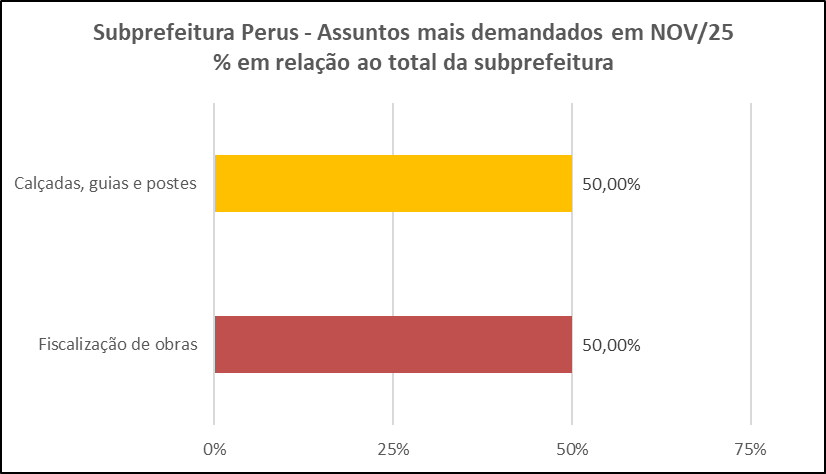 Subprefeitura Perus - Assuntos mais demandados em NOV/25
% em relação ao total da subprefeitura
Calçadas, guias e postes
50,00%
Fiscalização de obras
50,00%
0%
25%
50%
75%